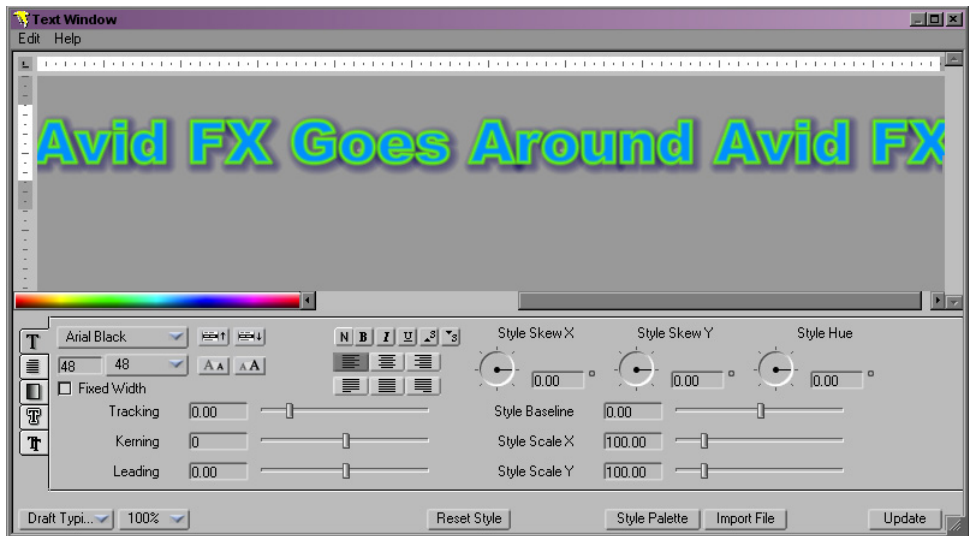 Text Window
Edit Help
Avid FX Goes Around Avid FX
Arial Black
N B I U S S
Style Skew X Style Skew Y Style Hue
48 48 A A A A
0.00 ° 0.00 ° 0.00 °
Fixed Width
Tracking 0.00 Style Baseline 0.00
Kerning 0 Style Scale X 100.00
Leading 0.00 Style Scale Y 100.00
T
T
T
Draft Typi... 100% Reset Style Style Palette Import File Update